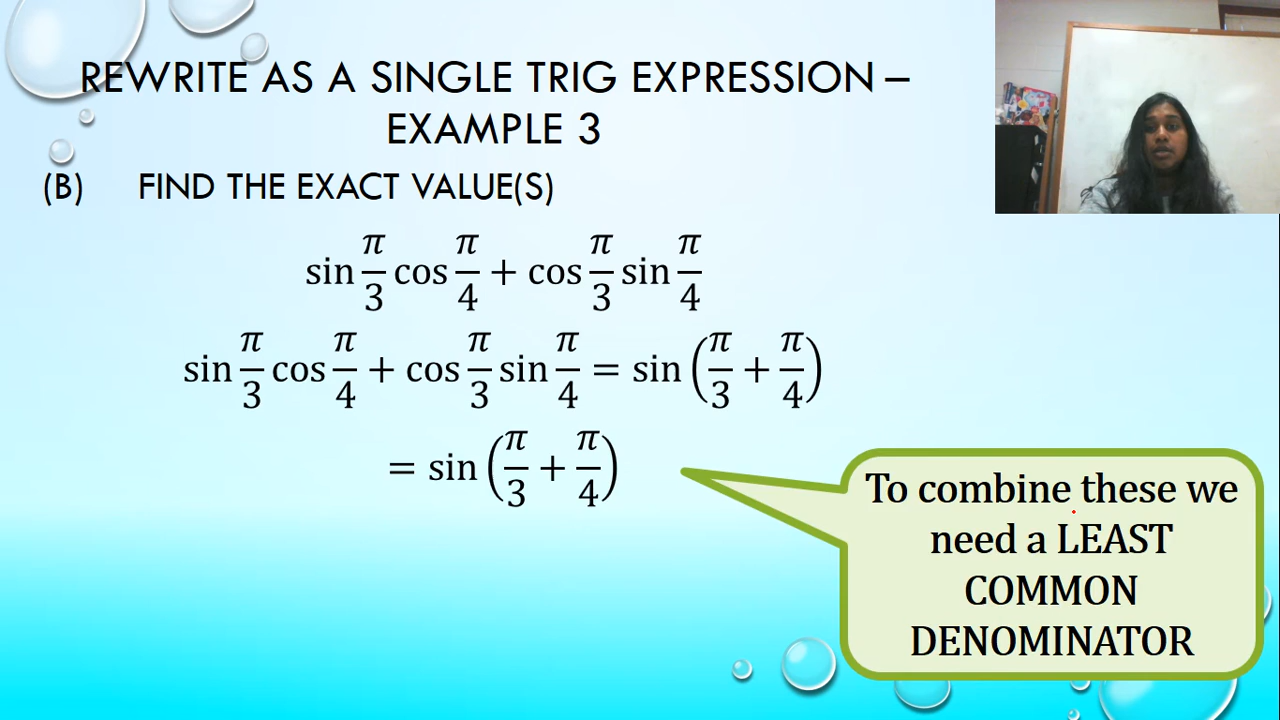 REWRITE AS A SINGLE TRIG EXPRESSION –
EXAMPLE 3
(B) FIND THE EXACT VALUE(S)
sin π/3 cos π/4 + cos π/3 sin π/4
sin π/3 cos π/4 + cos π/3 sin π/4 = sin (π/3 + π/4)
= sin (π/3 + π/4)
To combine these we
need a LEAST
COMMON
DENOMINATOR